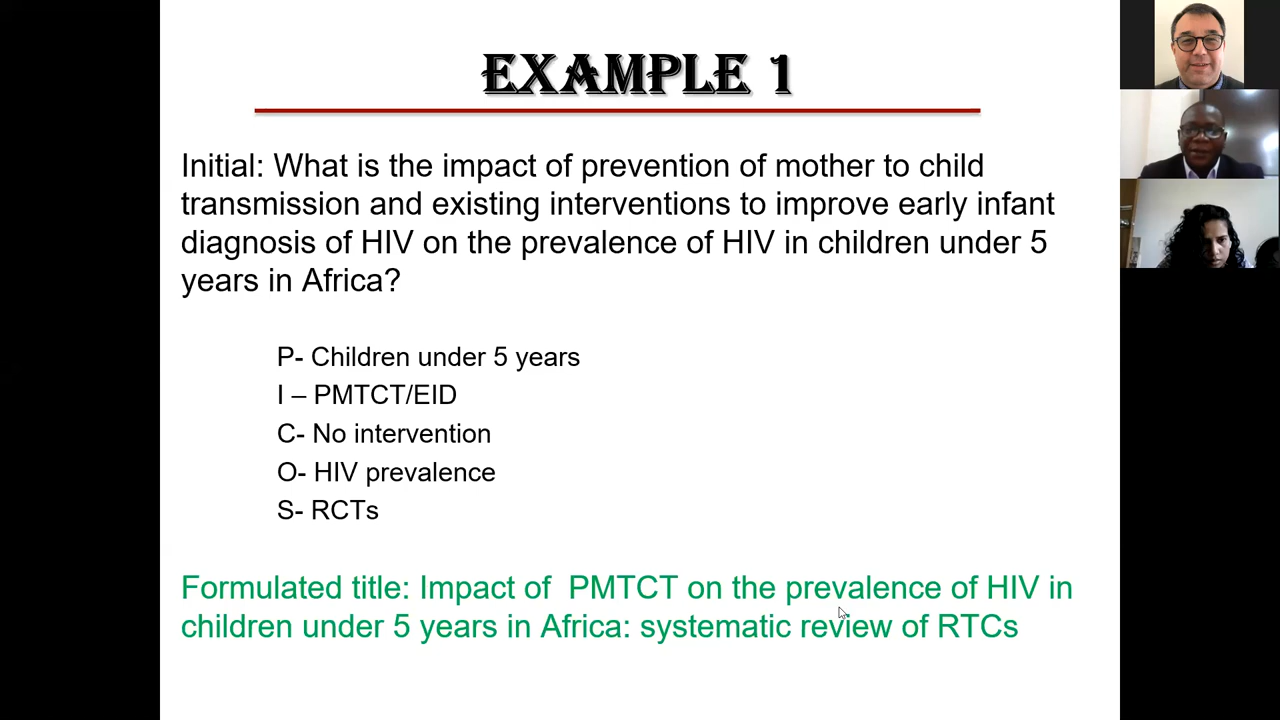 EXAMPLE 1
Initial: What is the impact of prevention of mother to child
transmission and existing interventions to improve early infant
diagnosis of HIV on the prevalence of HIV in children under 5
years in Africa?
P- Children under 5 years
I – PMTCT/EID
C- No intervention
O- HIV prevalence
S- RCTs
Formulated title: Impact of  PMTCT on the prevalence of HIV in
children under 5 years in Africa: systematic review of RTCs